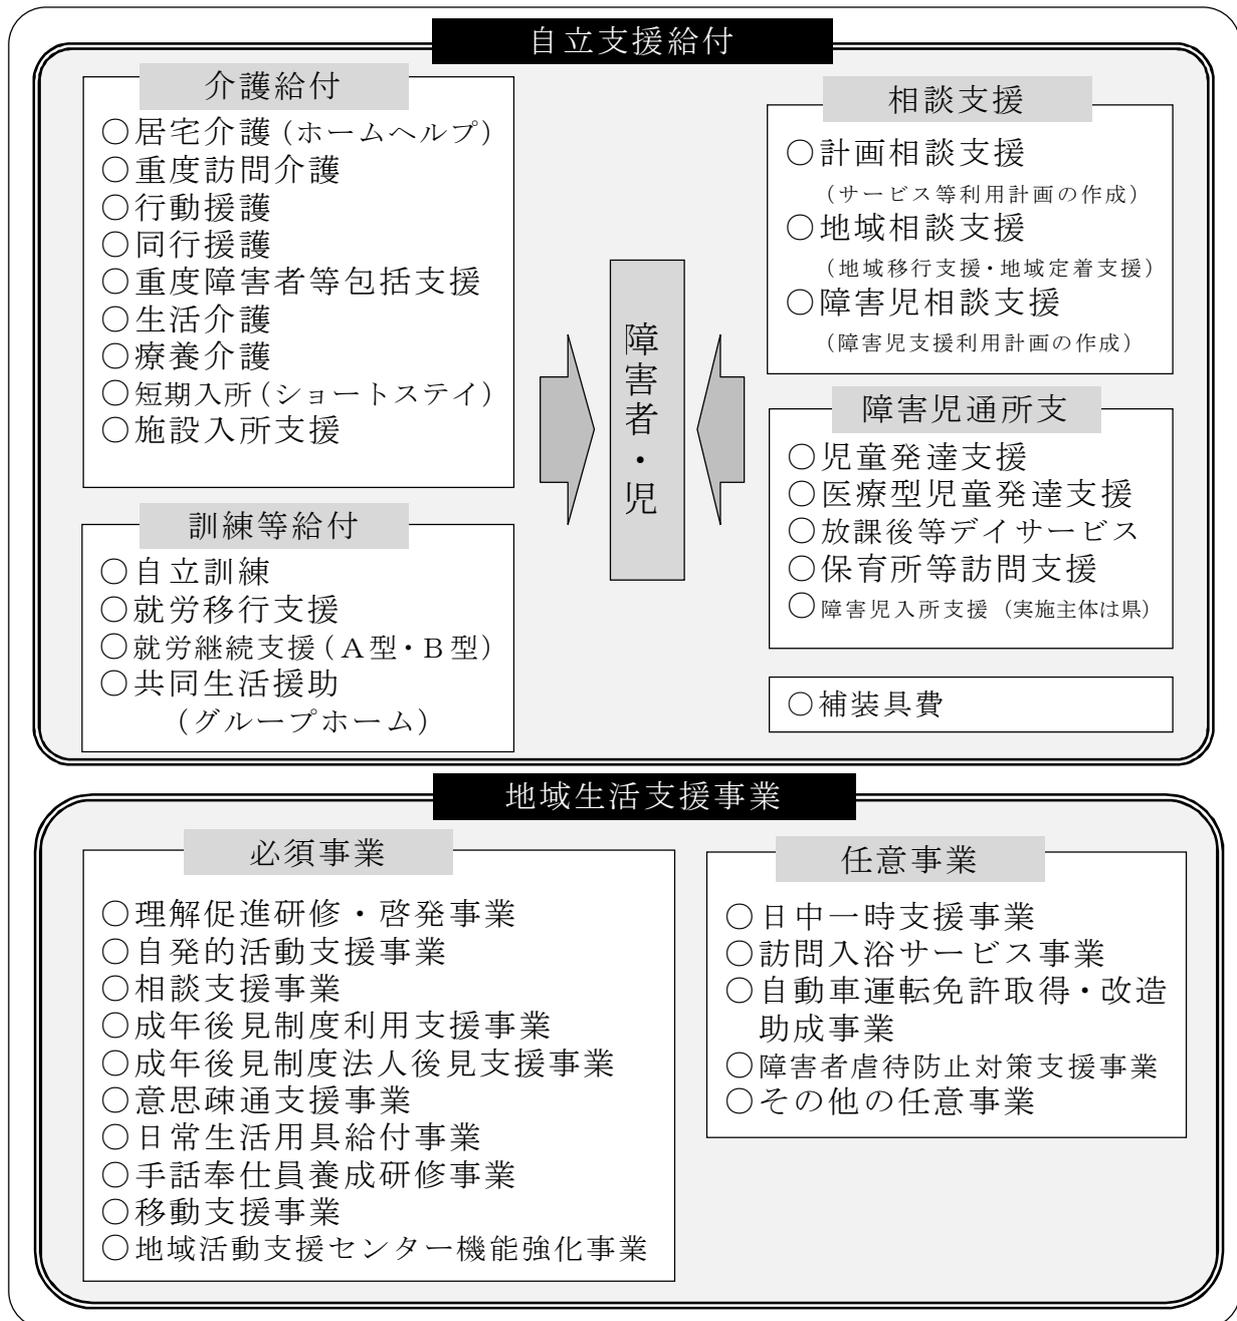 自立支援給付
介護給付
○居宅介護(ホームヘルプ)
○重度訪問介護
○行動援護
○同行援護
○重度障害者等包括支援
○生活介護
○療養介護
○短期入所(ショートステイ)
○施設入所支援
訓練等給付
○自立訓練
○就労移行支援
○就労継続支援(A型・B型)
○共同生活援助
(グループホーム)
障害者・児
相談支援
○計画相談支援
(サービス等利用計画の作成)
○地域相談支援
(地域移行支援・地域定着支援)
○障害児相談支援
(障害児支援利用計画の作成)
障害児通所支
○児童発達支援
○医療型児童発達支援
○放課後等デイサービス
○保育所等訪問支援
○障害児入所支援 (実施主体は県)
○補装具費
地域生活支援事業
必須事業
○理解促進研修・啓発事業
○自発的活動支援事業
○相談支援事業
○成年後見制度利用支援事業
○成年後見制度法人後見支援事業
○意思疎通支援事業
○日常生活用具給付事業
○手話奉仕員養成研修事業
○移動支援事業
○地域活動支援センター機能強化事業
任意事業
○日中一時支援事業
○訪問入浴サービス事業
○自動車運転免許取得・改造
助成事業
○障害者虐待防止対策支援事業
○その他の任意事業